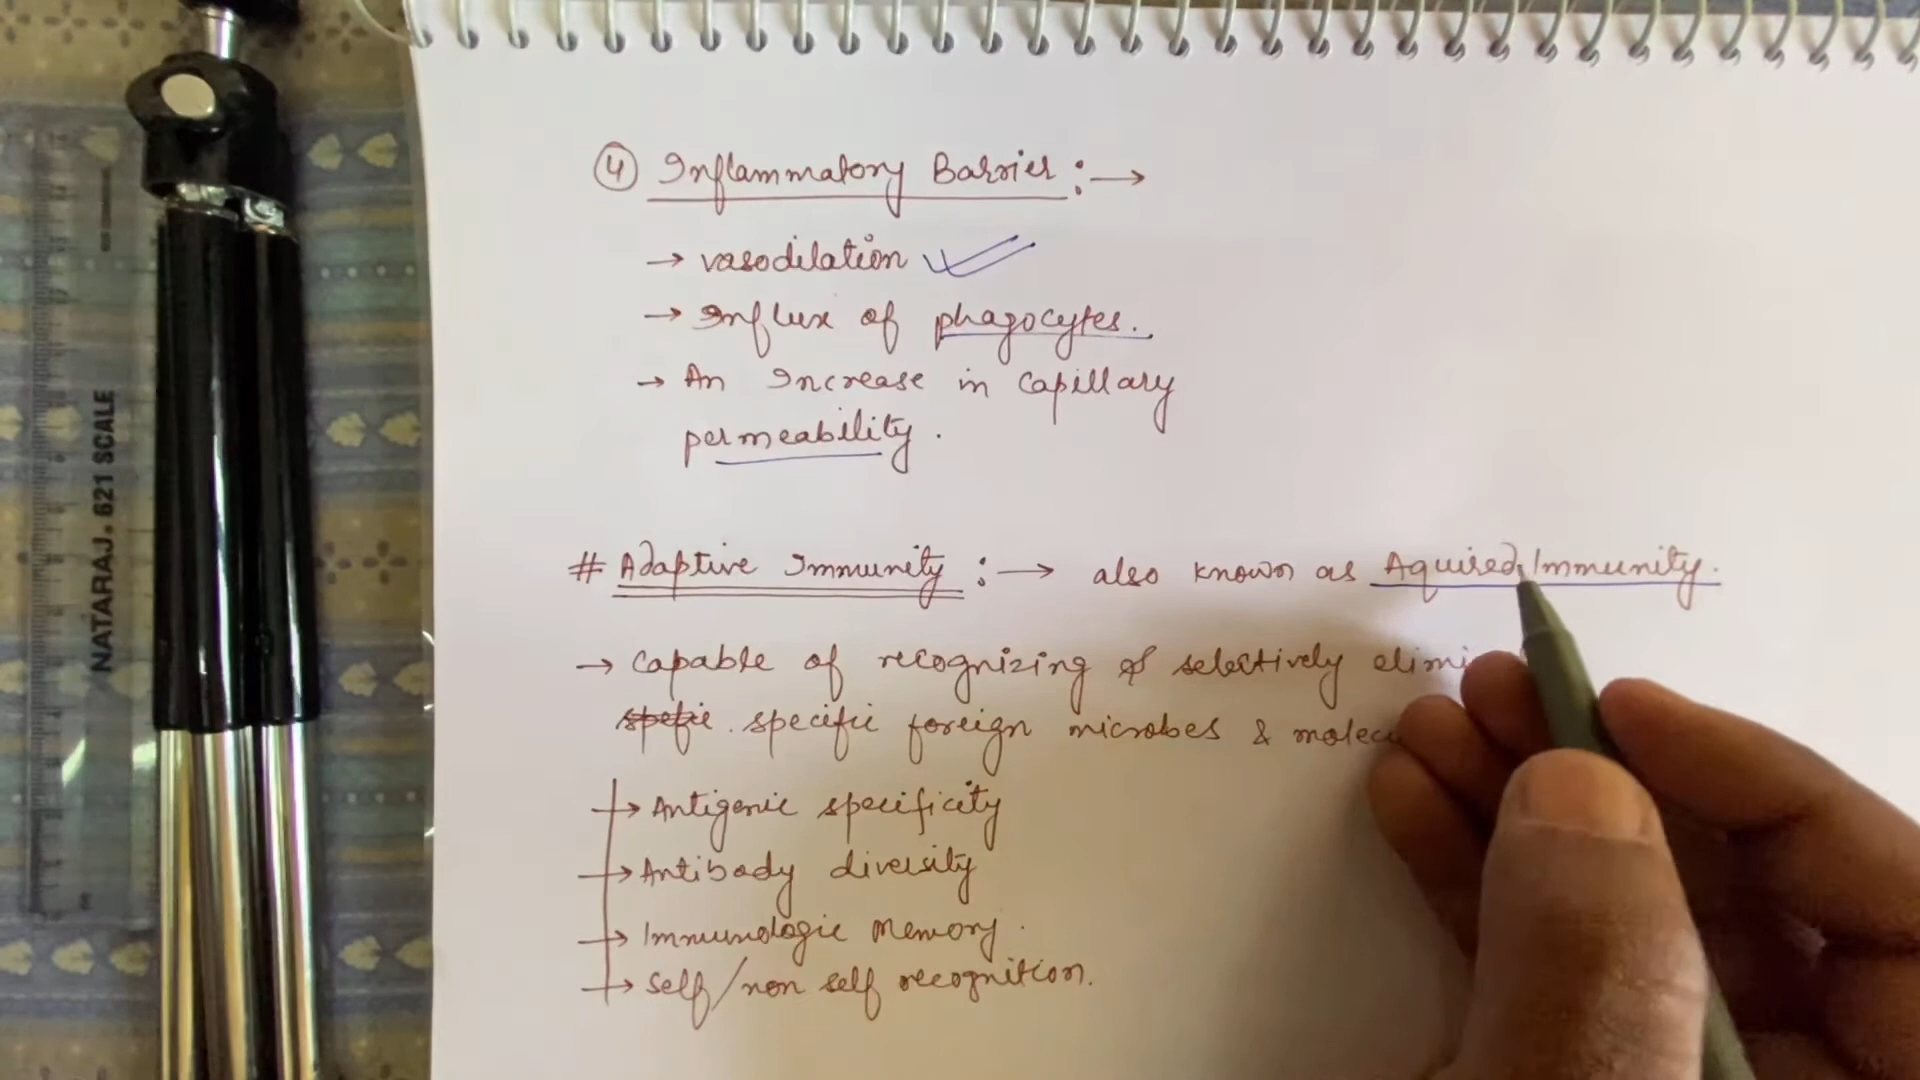 ④ Inflammatory Barrier :→
→ vasodilation
→ Influx of phagocytes.
→ An Increase in capillary
permeability.
# Adaptive Immunity :→ also known as Aquired Immunity.
→ capable of recognizing & selectively elimi
specific foreign microbes & molecu
→ Antigenic specificity
→ Antibody diversity
→ Immunologic memory.
→ self/non self recognition.
NATARAJ. 621 SCALE